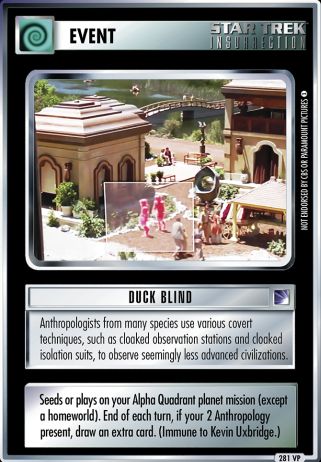 EVENT
STAR TREK
INSURRECTION
NOT ENDORSED BY CBS OR PARAMOUNT PICTURES
DUCK BLIND
Anthropologists from many species use various covert
techniques, such as cloaked observation stations and cloaked
isolation suits, to observe seemingly less advanced civilizations.
Seeds or plays on your Alpha Quadrant planet mission (except
a homeworld). End of each turn, if your 2 Anthropology
present, draw an extra card. (Immune to Kevin Uxbridge.)
281 VP